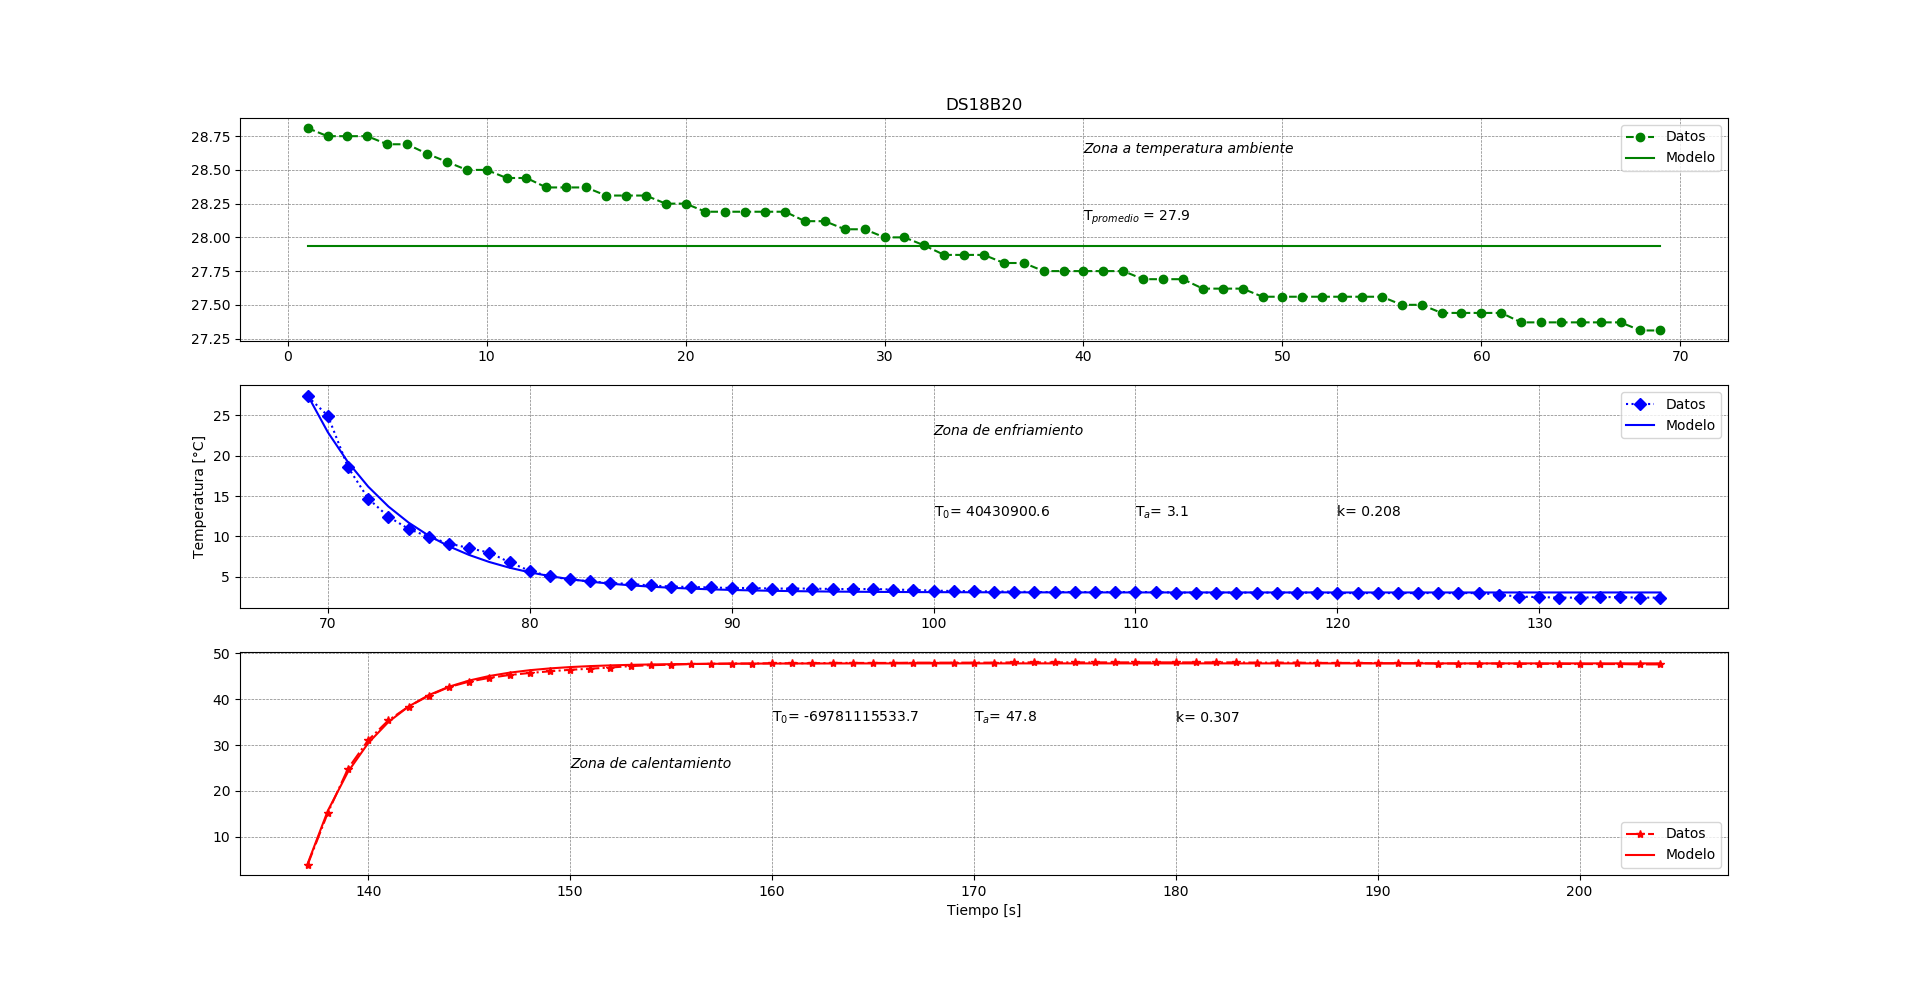 DS18B20
28.75
28.50
28.25
28.00
27.75
27.50
27.25
Zona a temperatura ambiente
T_promedio = 27.9
Datos
Modelo
0 10 20 30 40 50 60 70
Temperatura [°C]
25
20
15
10
5
Zona de enfriamiento
T₀= 40430900.6 Tₐ= 3.1 k= 0.208
Datos
Modelo
70 80 90 100 110 120 130
50
40
30
20
10
T₀= -69781115533.7 Tₐ= 47.8 k= 0.307
Zona de calentamiento
Datos
Modelo
140 150 160 170 180 190 200
Tiempo [s]